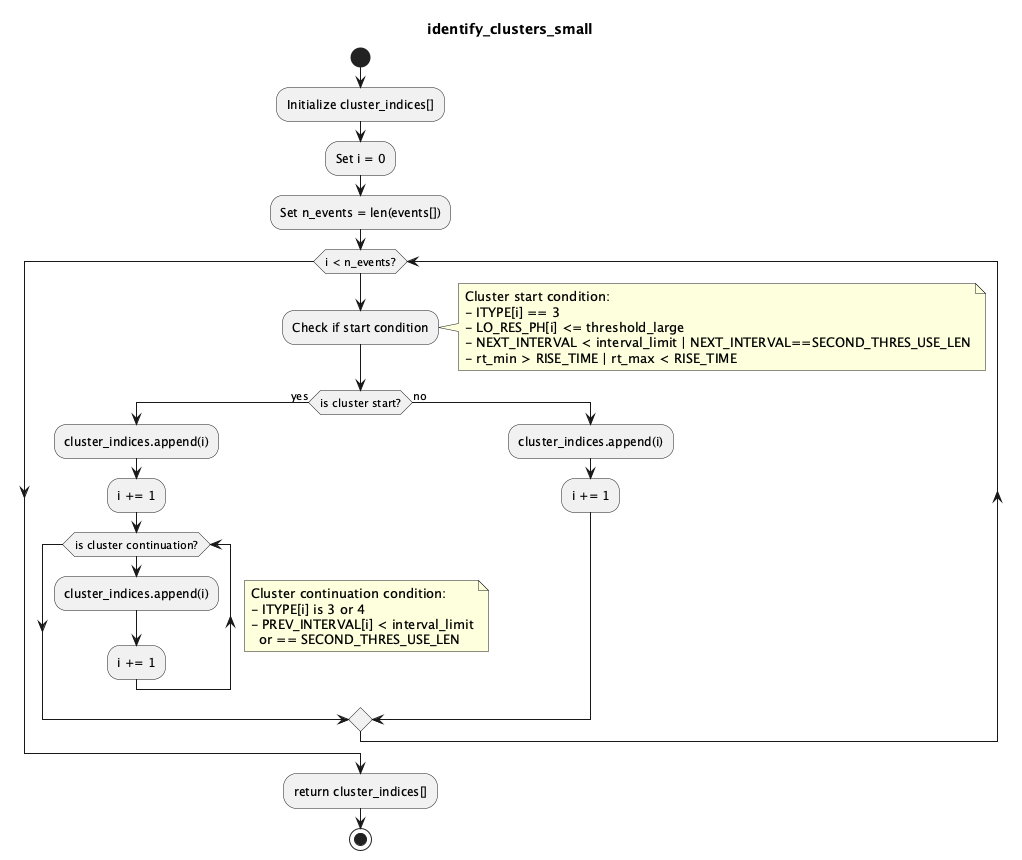 identify_clusters_small
Initialize cluster_indices[]
Set i = 0
Set n_events = len(events[])
i < n_events?
Check if start condition
Cluster start condition:
– ITYPE[i] == 3
– LO_RES_PH[i] <= threshold_large
– NEXT_INTERVAL < interval_limit | NEXT_INTERVAL==SECOND_THRES_USE_LEN
– rt_min > RISE_TIME | rt_max < RISE_TIME
is cluster start?
yes
no
cluster_indices.append(i)
i += 1
is cluster continuation?
cluster_indices.append(i)
i += 1
Cluster continuation condition:
– ITYPE[i] is 3 or 4
– PREV_INTERVAL[i] < interval_limit
or == SECOND_THRES_USE_LEN
cluster_indices.append(i)
i += 1
return cluster_indices[]